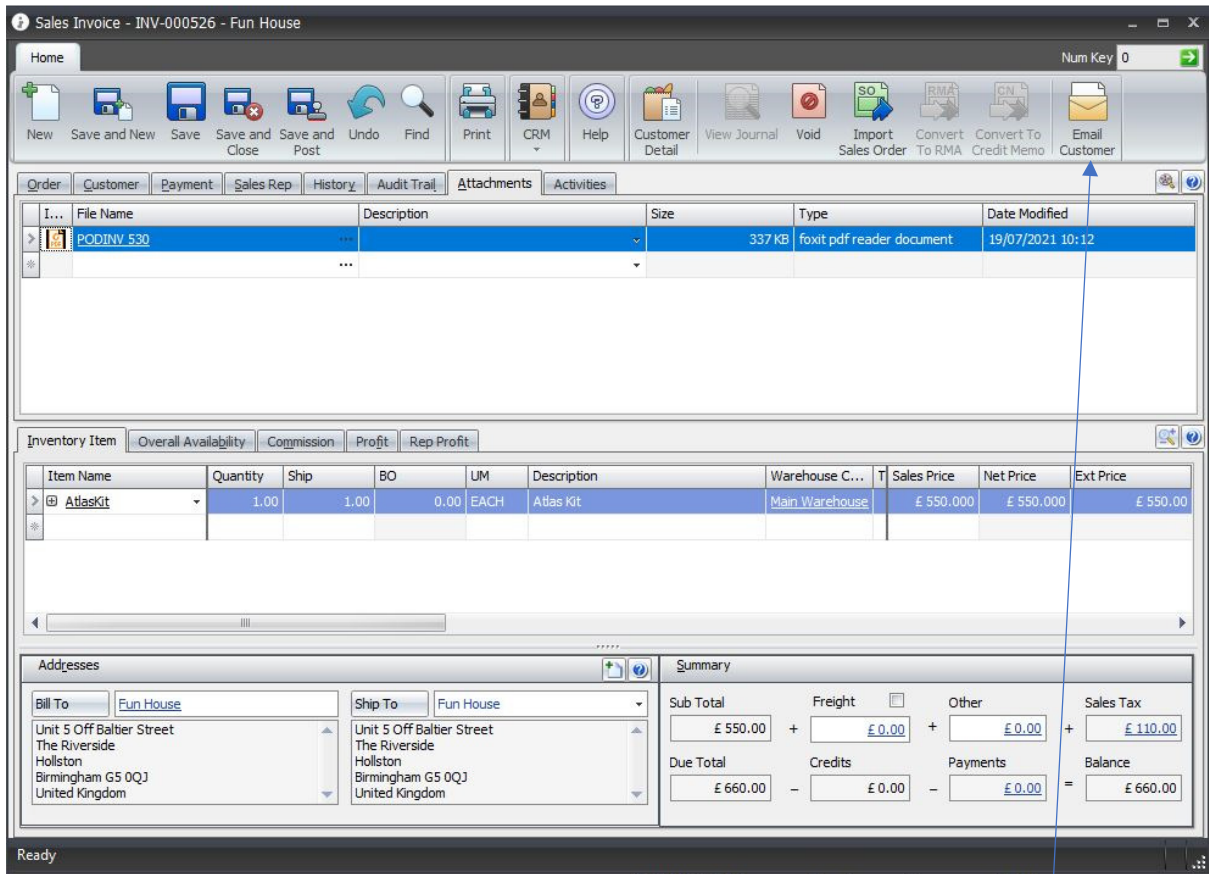 Sales Invoice - INV-000526 - Fun House
Home
Num Key 0
New
Save and New
Save
Save and Close
Save and Post
Undo
Find
Print
CRM
Help
Customer Detail
View Journal
Void
SO
Import Sales Order
RMA
Convert To RMA
CN
Convert To Credit Memo
Email Customer
Order Customer Payment Sales Rep History Audit Trail Attachments Activities
I... File Name Description Size Type Date Modified
PODINV 530 ... 337 KB foxit pdf reader document 19/07/2021 10:12
...
Inventory Item Overall Availability Commission Profit Rep Profit
Item Name Quantity Ship BO UM Description Warehouse C... T Sales Price Net Price Ext Price
AtlasKit 1.00 1.00 0.00 EACH Atlas Kit Main Warehouse £ 550.000 £ 550.000 £ 550.00
Addresses
Bill To Fun House
Unit 5 Off Baltier Street
The Riverside
Hollston
Birmingham G5 0QJ
United Kingdom
Ship To Fun House
Unit 5 Off Baltier Street
The Riverside
Hollston
Birmingham G5 0QJ
United Kingdom
Summary
Sub Total Freight Other Sales Tax
£ 550.00 + £ 0.00 + £ 0.00 + £ 110.00
Due Total Credits Payments Balance
£ 660.00 – £ 0.00 – £ 0.00 = £ 660.00
Ready